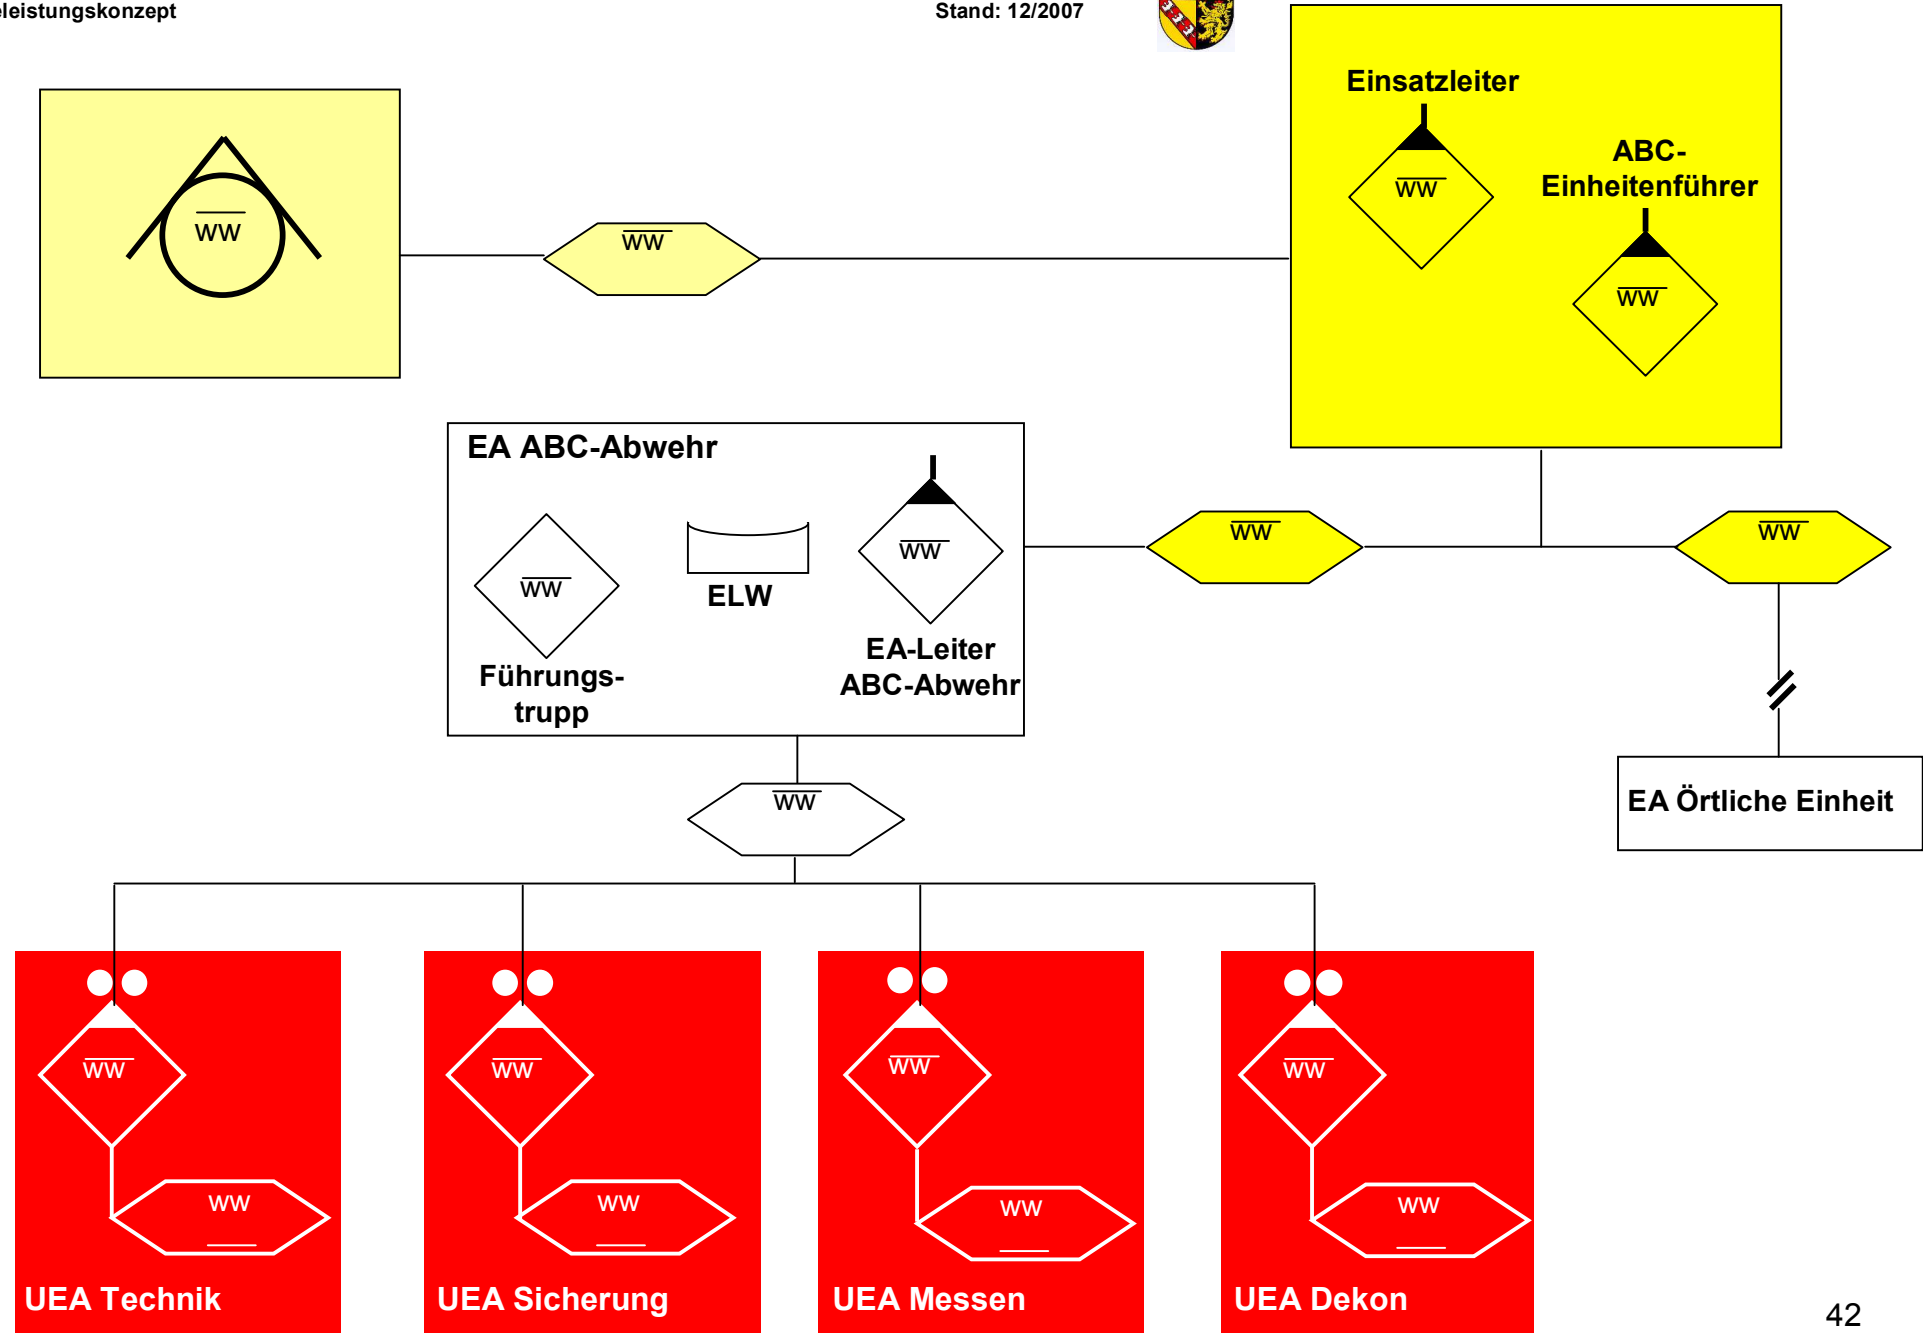 eleistungskonzept
Stand: 12/2007
Einsatzleiter
WW
ABC-
Einheitenführer
WW
WW
WW
EA ABC-Abwehr
WW
Führungs-
trupp
ELW
WW
EA-Leiter
ABC-Abwehr
WW
WW
EA Örtliche Einheit
WW
WW
WW
UEA Technik
WW
WW
UEA Sicherung
WW
WW
UEA Messen
WW
WW
UEA Dekon
42